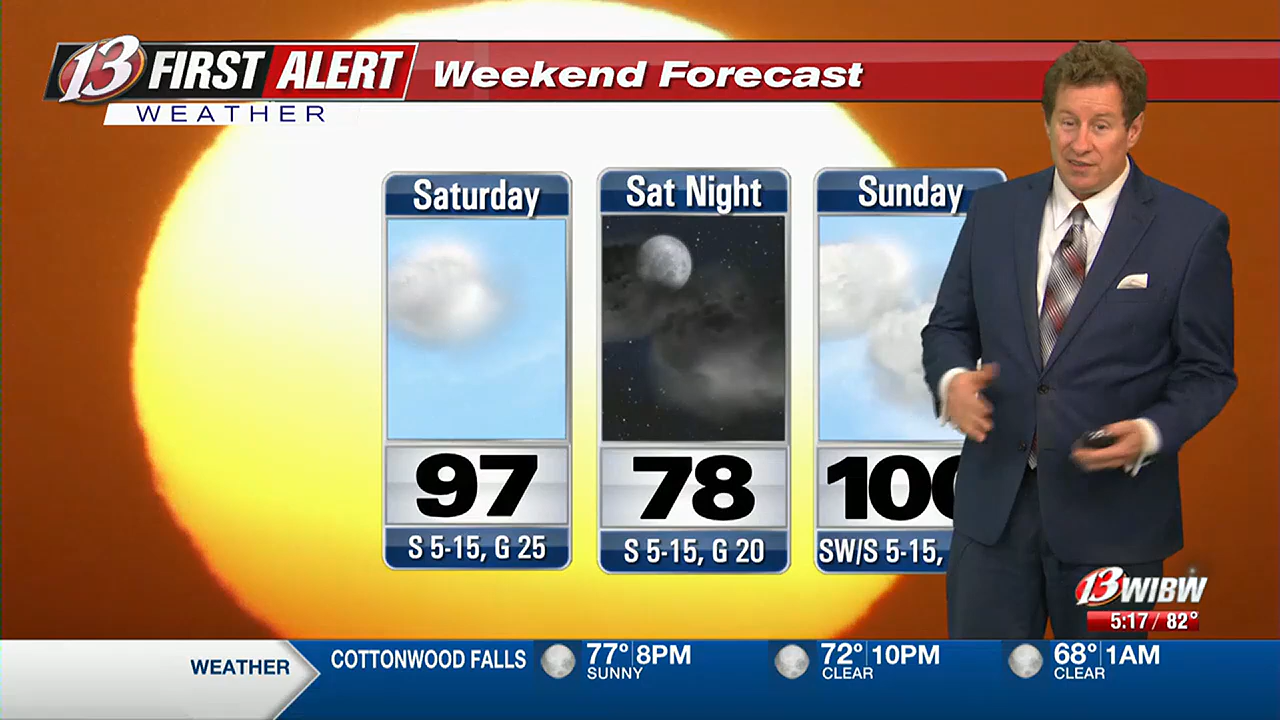 13 FIRST ALERT
WEATHER
Weekend Forecast
Saturday
97
S 5-15, G 25
Sat Night
78
S 5-15, G 20
Sunday
100
SW/S 5-15,
13 WIBW
5:17 / 82°
WEATHER
COTTONWOOD FALLS
77° 8PM
SUNNY
72° 10PM
CLEAR
68° 1AM
CLEAR